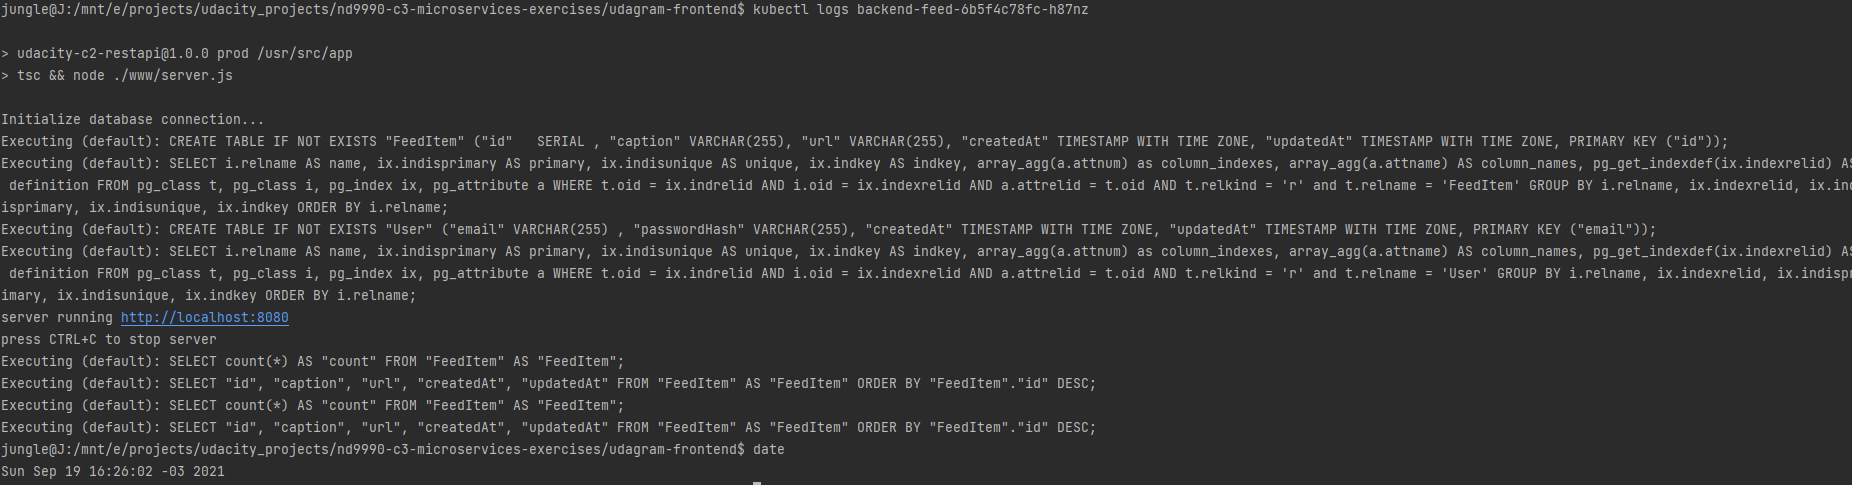 jungle@J:/mnt/e/projects/udacity_projects/nd9990-c3-microservices-exercises/udagram-frontend$ kubectl logs backend-feed-6b5f4c78fc-h87nz
> udacity-c2-restapi@1.0.0 prod /usr/src/app
> tsc && node ./www/server.js
Initialize database connection...
Executing (default): CREATE TABLE IF NOT EXISTS "FeedItem" ("id"   SERIAL , "caption" VARCHAR(255), "url" VARCHAR(255), "createdAt" TIMESTAMP WITH TIME ZONE, "updatedAt" TIMESTAMP WITH TIME ZONE, PRIMARY KEY ("id"));
Executing (default): SELECT i.relname AS name, ix.indisprimary AS primary, ix.indisunique AS unique, ix.indkey AS indkey, array_agg(a.attnum) as column_indexes, array_agg(a.attname) AS column_names, pg_get_indexdef(ix.indexrelid) AS
 definition FROM pg_class t, pg_class i, pg_index ix, pg_attribute a WHERE t.oid = ix.indrelid AND i.oid = ix.indexrelid AND a.attrelid = t.oid AND t.relkind = 'r' and t.relname = 'FeedItem' GROUP BY i.relname, ix.indexrelid, ix.ind
isprimary, ix.indisunique, ix.indkey ORDER BY i.relname;
Executing (default): CREATE TABLE IF NOT EXISTS "User" ("email" VARCHAR(255) , "passwordHash" VARCHAR(255), "createdAt" TIMESTAMP WITH TIME ZONE, "updatedAt" TIMESTAMP WITH TIME ZONE, PRIMARY KEY ("email"));
Executing (default): SELECT i.relname AS name, ix.indisprimary AS primary, ix.indisunique AS unique, ix.indkey AS indkey, array_agg(a.attnum) as column_indexes, array_agg(a.attname) AS column_names, pg_get_indexdef(ix.indexrelid) AS
 definition FROM pg_class t, pg_class i, pg_index ix, pg_attribute a WHERE t.oid = ix.indrelid AND i.oid = ix.indexrelid AND a.attrelid = t.oid AND t.relkind = 'r' and t.relname = 'User' GROUP BY i.relname, ix.indexrelid, ix.indispr
imary, ix.indisunique, ix.indkey ORDER BY i.relname;
server running http://localhost:8080
press CTRL+C to stop server
Executing (default): SELECT count(*) AS "count" FROM "FeedItem" AS "FeedItem";
Executing (default): SELECT "id", "caption", "url", "createdAt", "updatedAt" FROM "FeedItem" AS "FeedItem" ORDER BY "FeedItem"."id" DESC;
Executing (default): SELECT count(*) AS "count" FROM "FeedItem" AS "FeedItem";
Executing (default): SELECT "id", "caption", "url", "createdAt", "updatedAt" FROM "FeedItem" AS "FeedItem" ORDER BY "FeedItem"."id" DESC;
jungle@J:/mnt/e/projects/udacity_projects/nd9990-c3-microservices-exercises/udagram-frontend$ date
Sun Sep 19 16:26:02 -03 2021